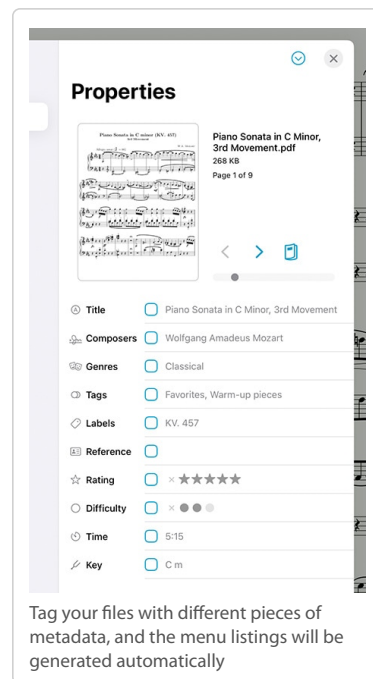 Properties
Piano Sonata in C minor (KV. 457)
3rd Movement
Piano Sonata in C Minor,
3rd Movement.pdf
268 KB
Page 1 of 9
Title Piano Sonata in C Minor, 3rd Movement
Composers Wolfgang Amadeus Mozart
Genres Classical
Tags Favorites, Warm-up pieces
Labels KV. 457
Reference
Rating
Difficulty
Time 5:15
Key C m
Tag your files with different pieces of
metadata, and the menu listings will be
generated automatically